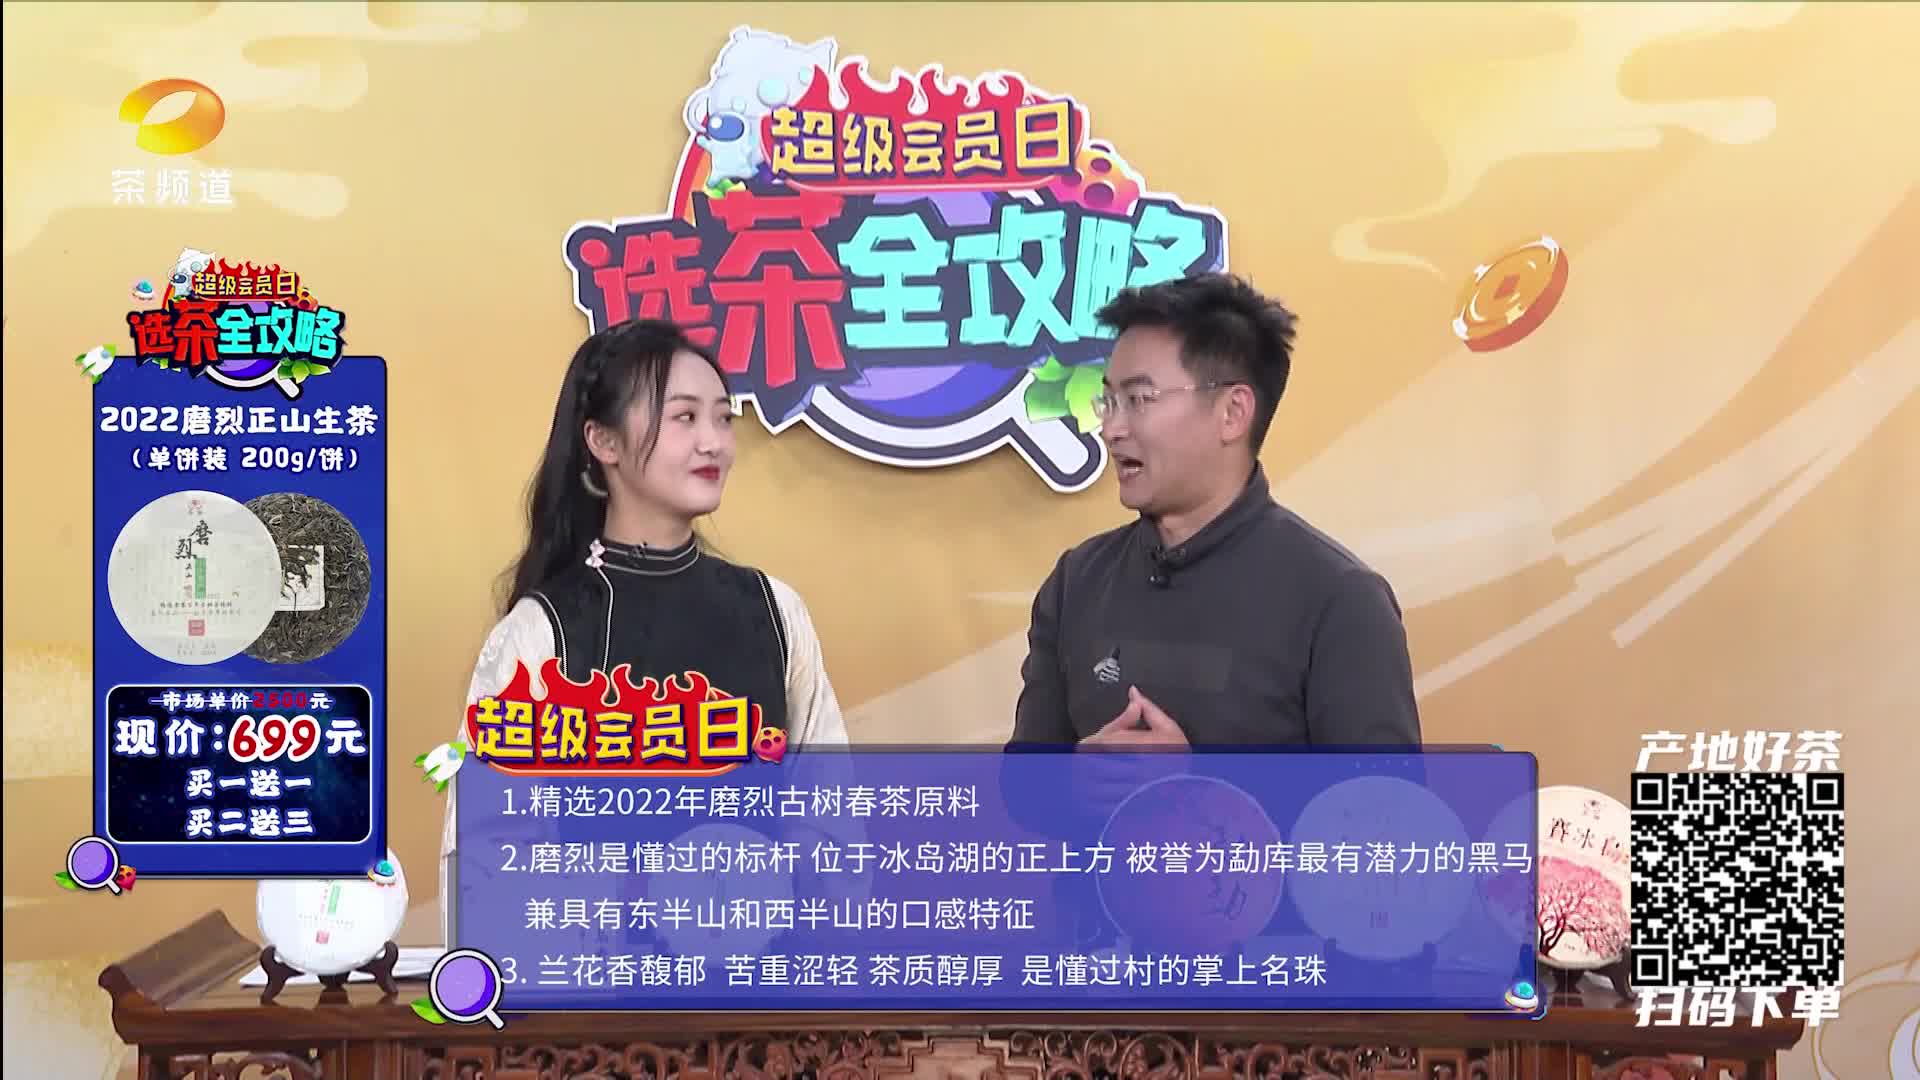 茶频道
超级会员日
选茶全攻略
超级会员日
选茶全攻略
2022磨烈正山生茶
（单饼装 200g/饼）
磨烈
正山
市场单价2500元
现价:699元
买一送一
买二送三
超级会员日
1.精选2022年磨烈古树春茶原料
2.磨烈是懂过的标杆 位于冰岛湖的正上方 被誉为勐库最有潜力的黑马
兼具有东半山和西半山的口感特征
3. 兰花香馥郁 苦重涩轻 茶质醇厚 是懂过村的掌上名珠
产地好茶
扫码下单